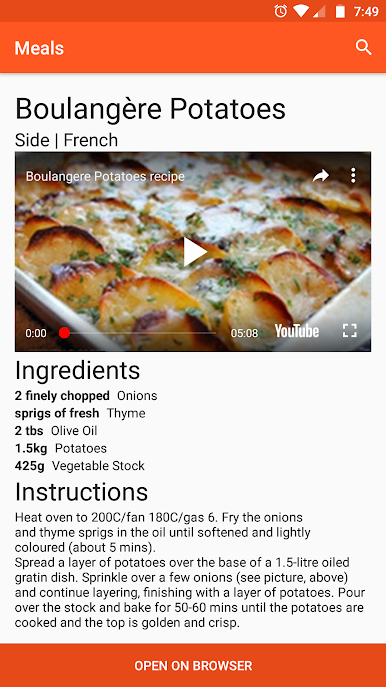 7:49
Meals
Boulangère Potatoes
Side | French
Boulangere Potatoes recipe
0:00
05:08
YouTube
Ingredients
2 finely chopped Onions
sprigs of fresh Thyme
2 tbs Olive Oil
1.5kg Potatoes
425g Vegetable Stock
Instructions
Heat oven to 200C/fan 180C/gas 6. Fry the onions
and thyme sprigs in the oil until softened and lightly
coloured (about 5 mins).
Spread a layer of potatoes over the base of a 1.5-litre oiled
gratin dish. Sprinkle over a few onions (see picture, above)
and continue layering, finishing with a layer of potatoes. Pour
over the stock and bake for 50-60 mins until the potatoes are
cooked and the top is golden and crisp.
OPEN ON BROWSER